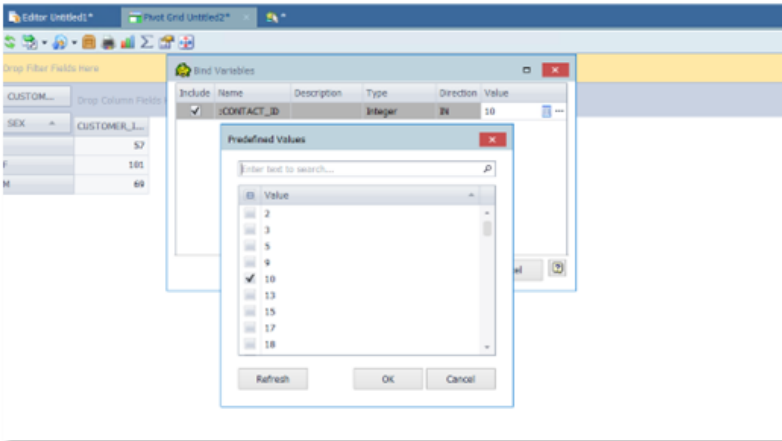 Editor Untitled1*
Pivot Grid Untitled2*
Drop Filter Fields Here
CUSTOM...
Drop Column Fields
SEX
CUSTOMER_I...
57
F
101
M
69
Bind Variables
Include Name Description Type Direction Value
:CONTACT_ID Integer IN 10
Predefined Values
Enter text to search...
Value
2
3
5
9
10
13
15
17
18
Refresh
OK
Cancel
el